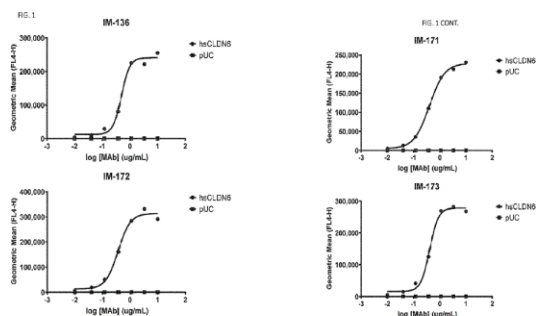 FIG. 1
IM-136
Geometric Mean (FL4-H)
300,000
200,000
100,000
0
-3 -2 -1 0 1 2
log [MAb] (ug/mL)
hsCLDN6
pUC
FIG. 1 CONT.
IM-171
Geometric Mean (FL4-H)
250,000
200,000
150,000
100,000
50,000
0
-3 -2 -1 0 1 2
log [MAb] (ug/mL)
hsCLDN6
pUC
IM-172
Geometric Mean (FL4-H)
400,000
300,000
200,000
100,000
0
-3 -2 -1 0 1 2
log [MAb] (ug/mL)
hsCLDN6
pUC
IM-173
Geometric Mean (FL4-H)
300,000
200,000
100,000
0
-3 -2 -1 0 1 2
log [MAb] (ug/mL)
hsCLDN6
pUC